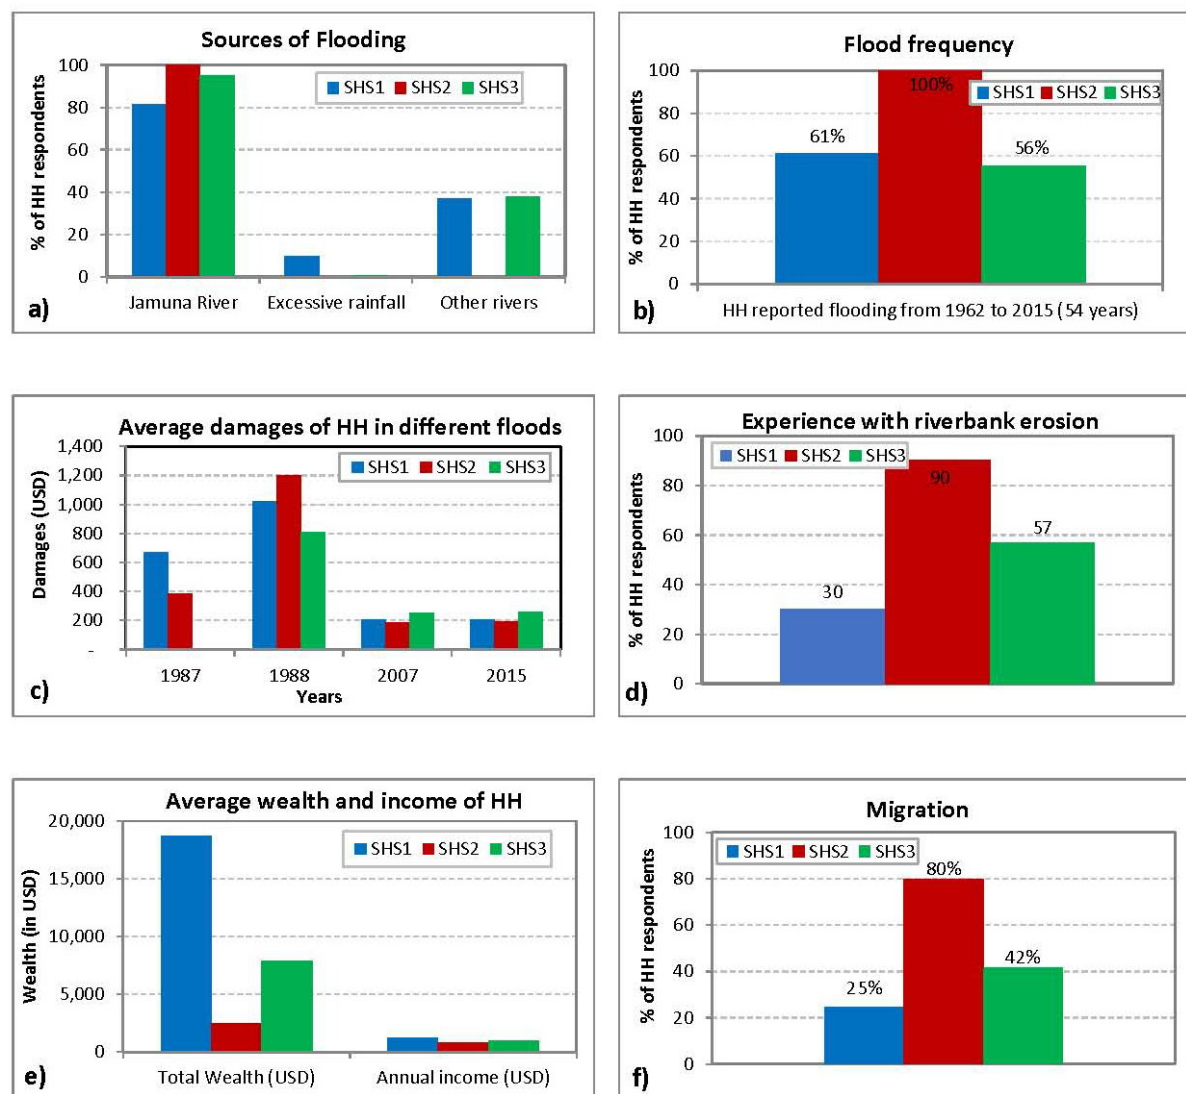 Sources of Flooding
% of HH respondents
100
80
60
40
20
0
SHS1 SHS2 SHS3
Jamuna River Excessive rainfall Other rivers
a)
Flood frequency
% of HH respondents
100
80
60
40
20
0
SHS1 SHS2 SHS3
61%
100%
56%
HH reported flooding from 1962 to 2015 (54 years)
b)
Average damages of HH in different floods
Damages (USD)
1,400
1,200
1,000
800
600
400
200
-
SHS1 SHS2 SHS3
1987 1988 2007 2015
Years
c)
Experience with riverbank erosion
% of HH respondents
100
80
60
40
20
0
SHS1 SHS2 SHS3
30
90
57
d)
Average wealth and income of HH
Wealth (in USD)
20,000
15,000
10,000
5,000
0
SHS1 SHS2 SHS3
Total Wealth (USD) Annual income (USD)
e)
Migration
% of HH respondents
100
80
60
40
20
0
SHS1 SHS2 SHS3
25%
80%
42%
f)